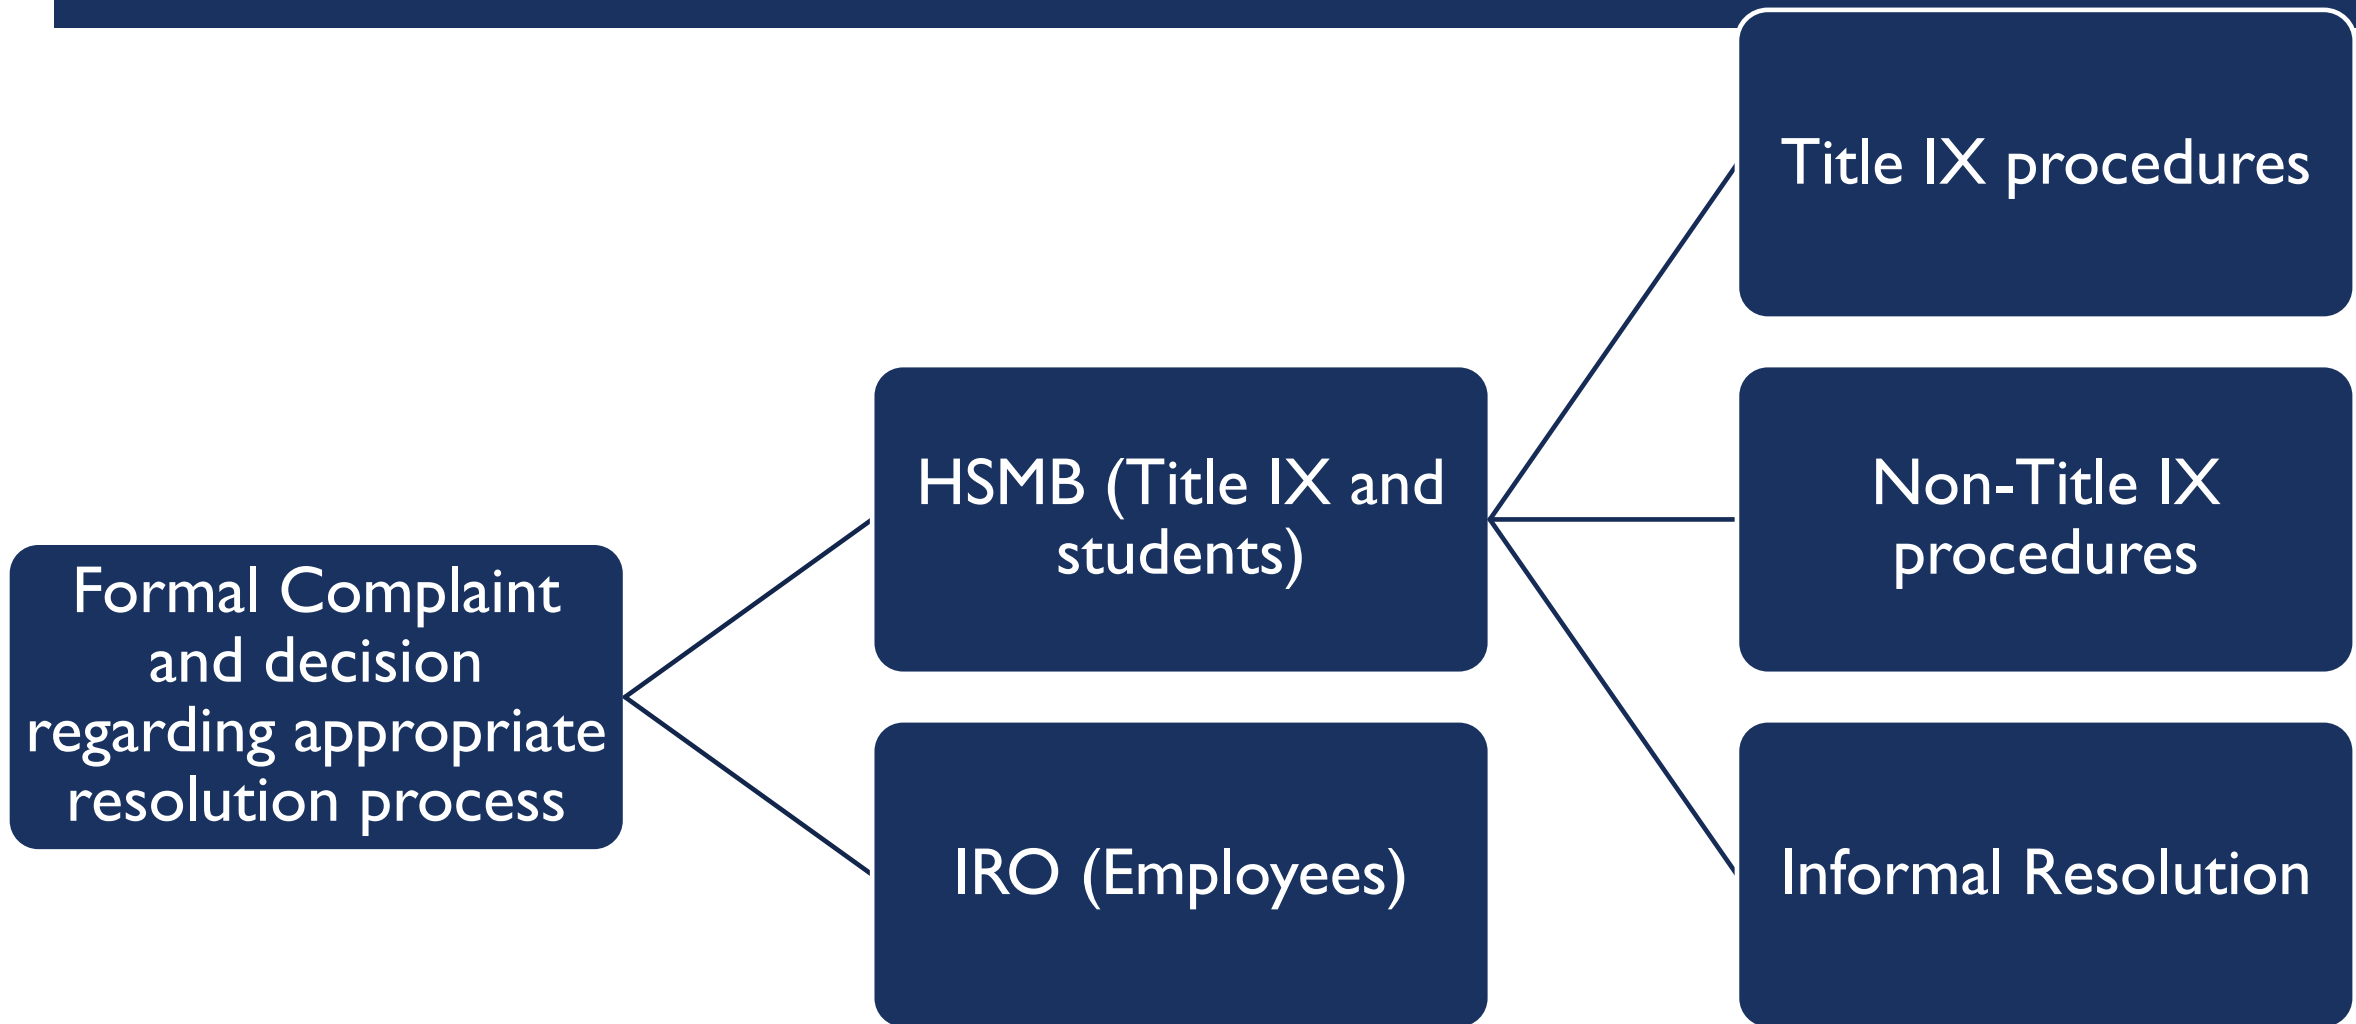 Formal Complaint
and decision
regarding appropriate
resolution process
HSMB (Title IX and
students)
IRO (Employees)
Title IX procedures
Non-Title IX
procedures
Informal Resolution